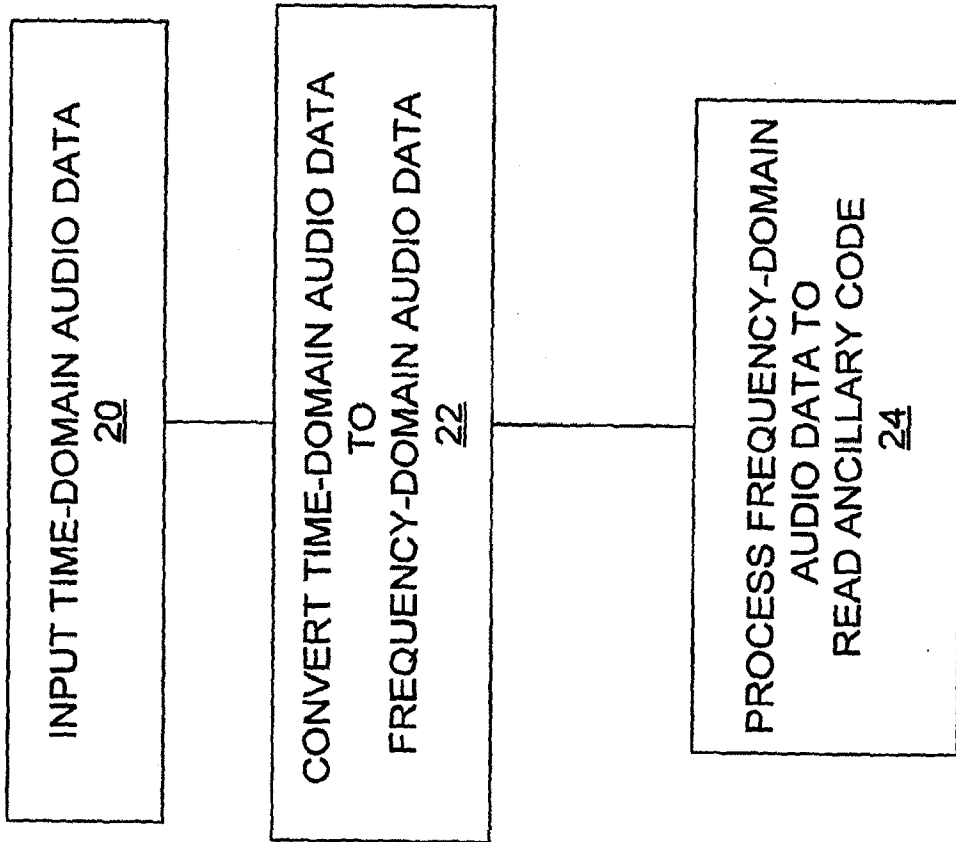 INPUT TIME-DOMAIN AUDIO DATA
20
CONVERT TIME-DOMAIN AUDIO DATA
TO
FREQUENCY-DOMAIN AUDIO DATA
22
PROCESS FREQUENCY-DOMAIN
AUDIO DATA TO
READ ANCILLARY CODE
24